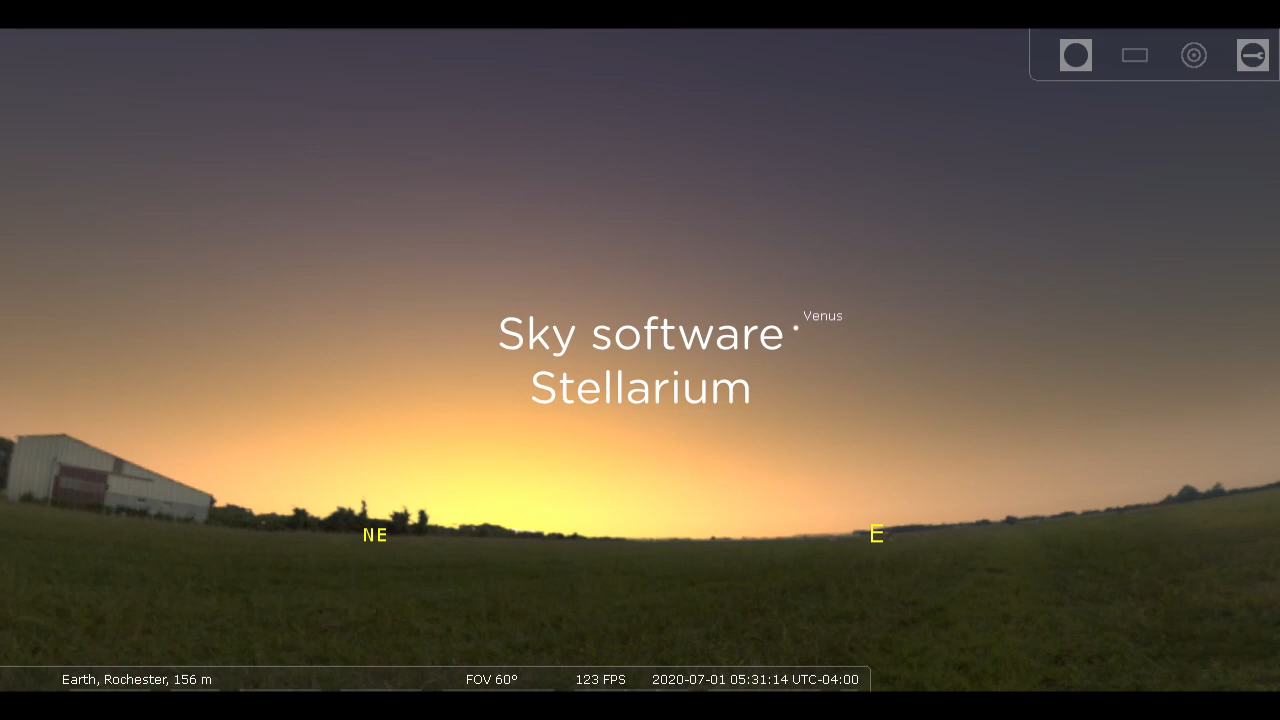 Venus
Sky software
Stellarium
NE
E
Earth, Rochester, 156 m FOV 60° 123 FPS 2020-07-01 05:31:14 UTC-04:00